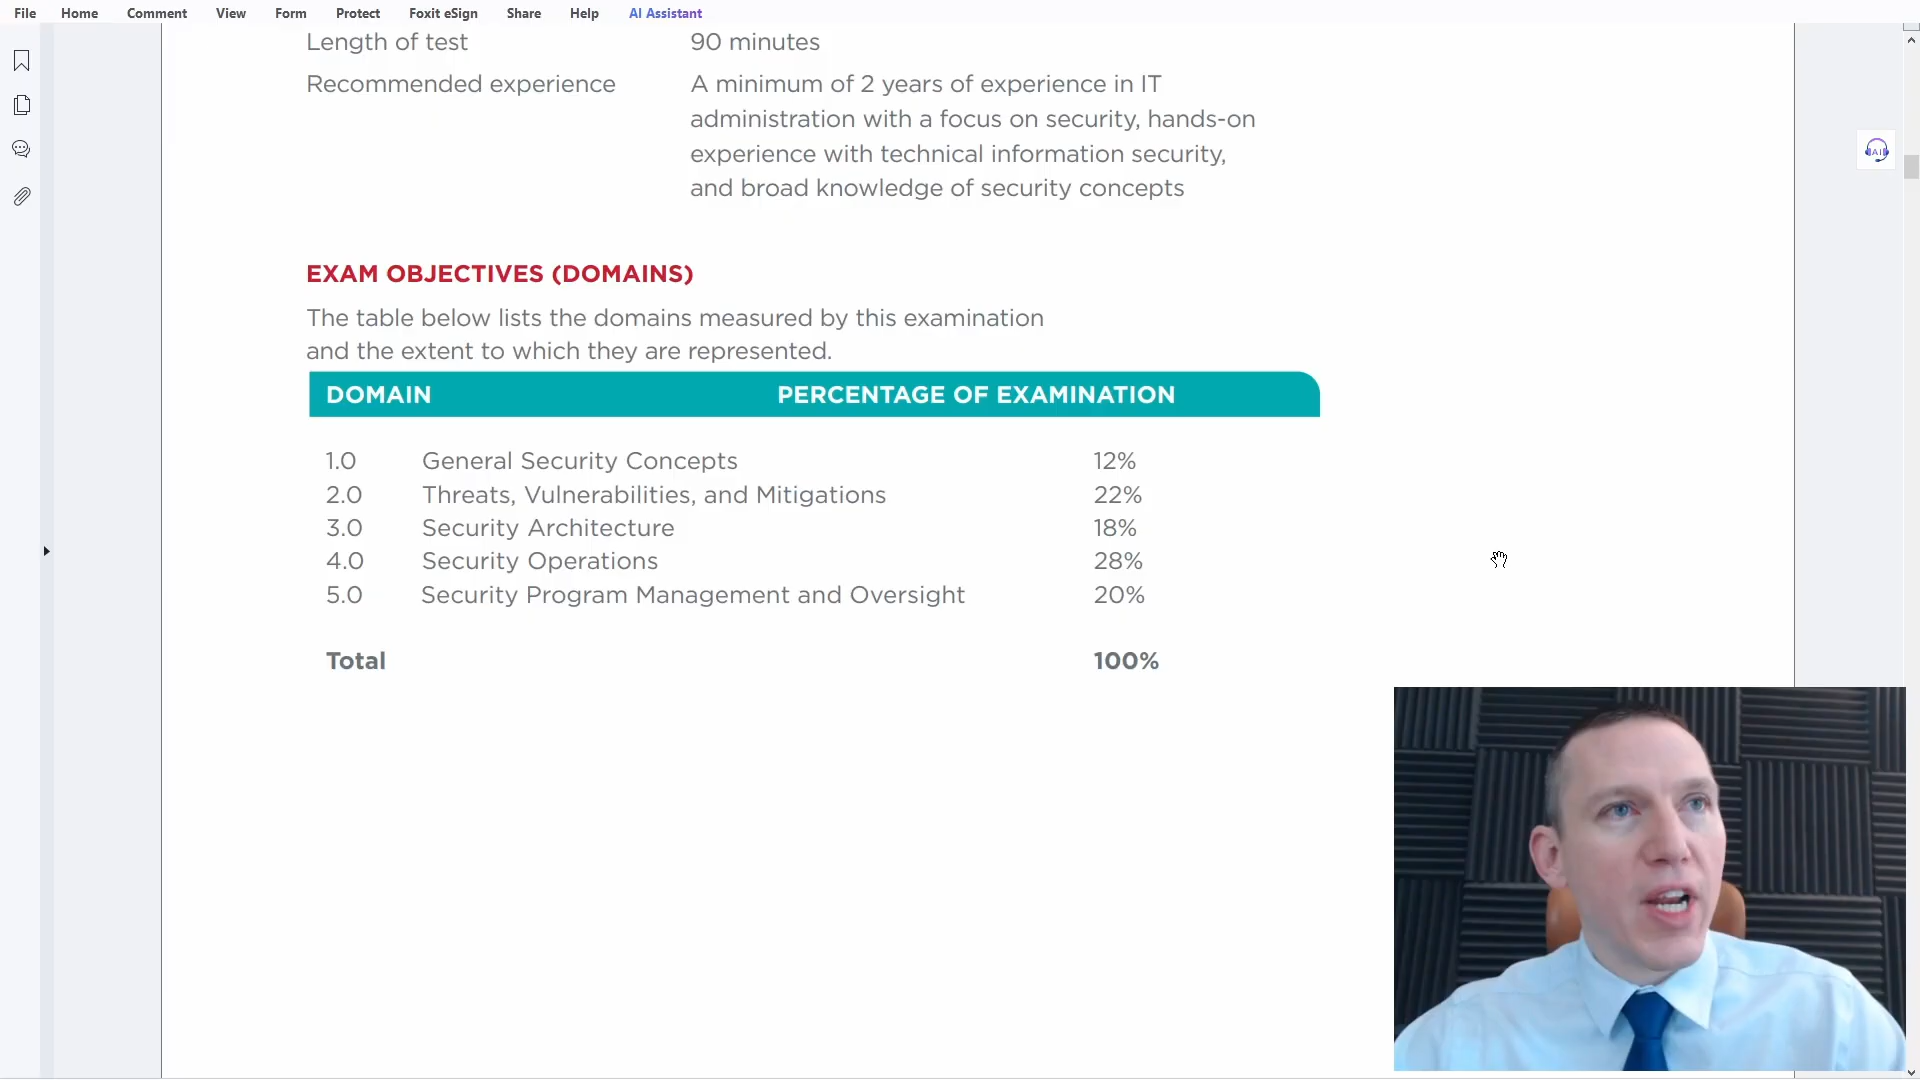 File Home Comment View Form Protect Foxit eSign Share Help AI Assistant
Length of test 90 minutes
Recommended experience A minimum of 2 years of experience in IT
administration with a focus on security, hands-on
experience with technical information security,
and broad knowledge of security concepts
EXAM OBJECTIVES (DOMAINS)
The table below lists the domains measured by this examination
and the extent to which they are represented.
DOMAIN PERCENTAGE OF EXAMINATION
1.0 General Security Concepts 12%
2.0 Threats, Vulnerabilities, and Mitigations 22%
3.0 Security Architecture 18%
4.0 Security Operations 28%
5.0 Security Program Management and Oversight 20%
Total 100%
AI